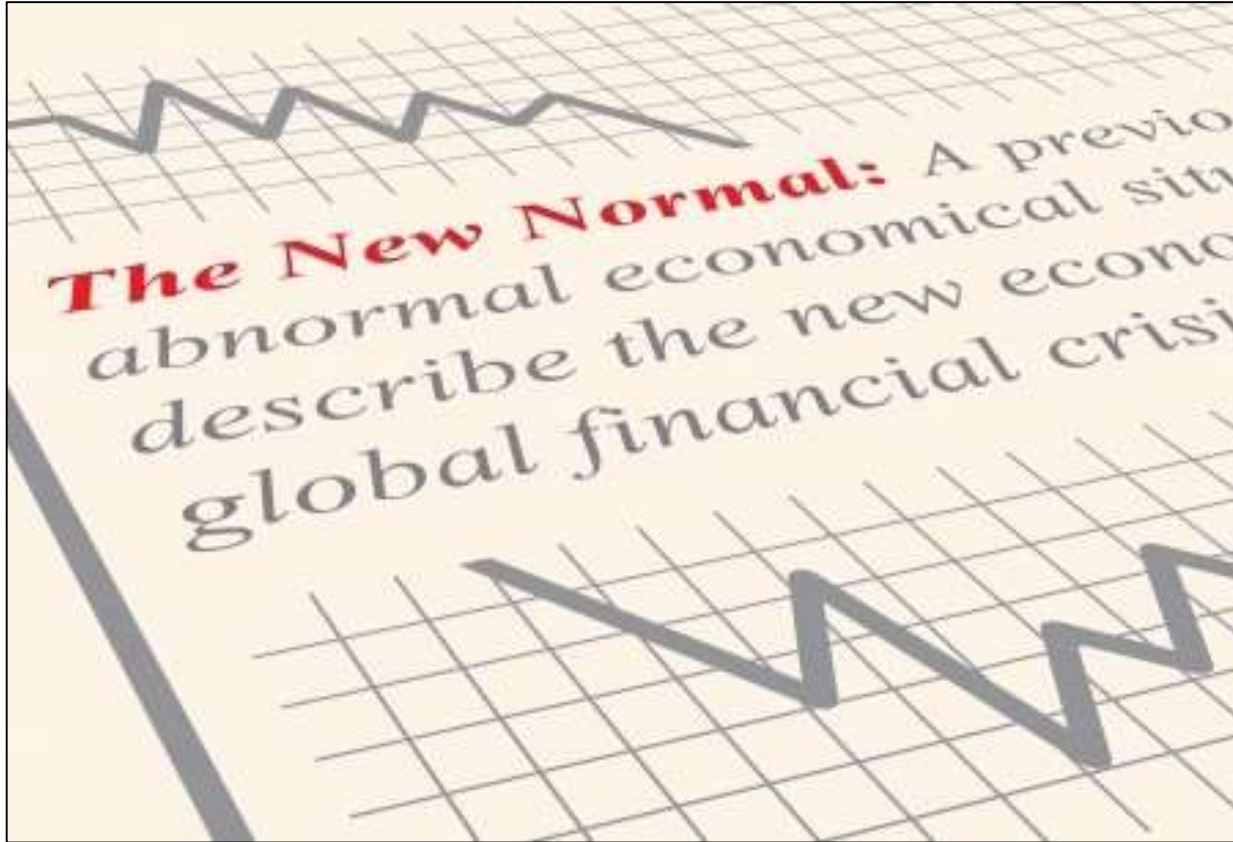 The New Normal: A previo
abnormal economical situ
describe the new econo
global financial crisi